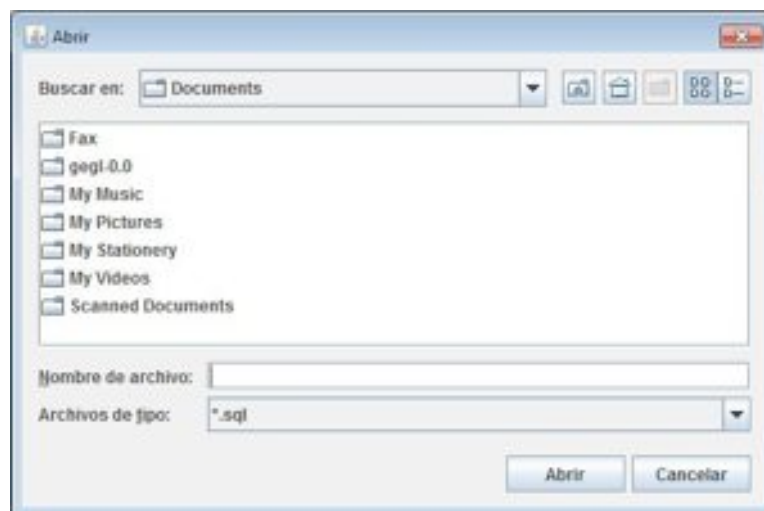 Abrir
Buscar en: Documents
Fax
gegl-0.0
My Music
My Pictures
My Stationery
My Videos
Scanned Documents
Nombre de archivo:
Archivos de tipo: *.sql
Abrir Cancelar